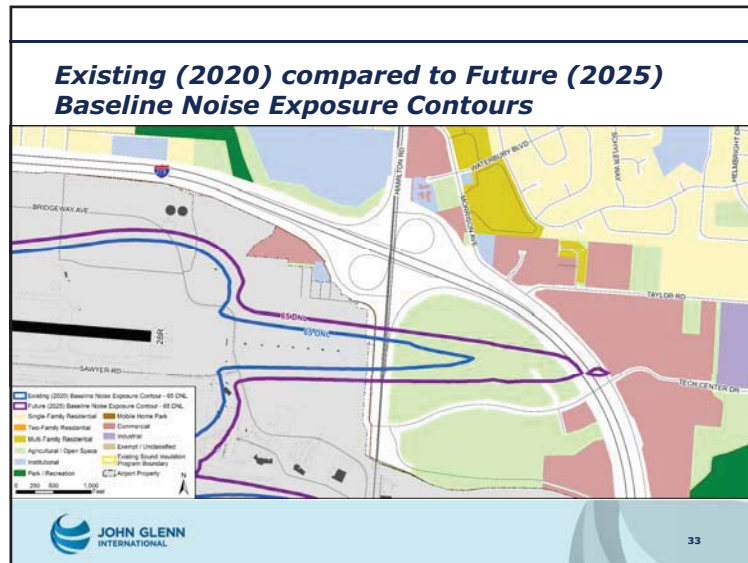 Existing (2020) compared to Future (2025)
Baseline Noise Exposure Contours
270
HAMILTON RD
WATERBURY BLVD
SCHYLER WAY
HELMBRIGHT DR
MORRISON AVE
BRIDGEWAY AVE
65 DNL
65 DNL
TAYLOR RD
28R
SAWYER RD
TECH CENTER DR
Existing (2020) Baseline Noise Exposure Contour - 65 DNL
Future (2025) Baseline Noise Exposure Contour - 65 DNL
Single-Family Residential
Mobile Home Park
Two-Family Residential
Commercial
Multi-Family Residential
Industrial
Agricultural / Open Space
Exempt / Unclassified
Institutional
Existing Sound Insulation
Program Boundary
Park / Recreation
Airport Property
0 250 500 1,000
Feet
N
JOHN GLENN
INTERNATIONAL
33